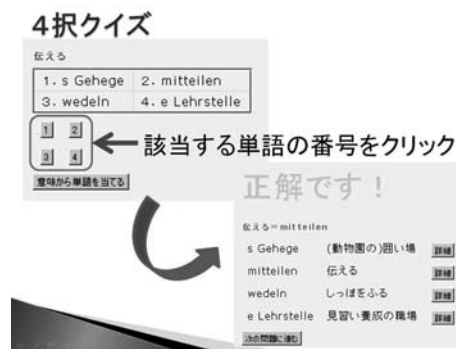 4択クイズ
伝える
1. s Gehege 2. mitteilen
3. wedeln 4. e Lehrstelle
1 2
3 4
該当する単語の番号をクリック
意味から単語を当てる
正解です！
伝える=mitteilen
s Gehege (動物園の)囲い場 詳細
mitteilen 伝える 詳細
wedeln しっぽをふる 詳細
e Lehrstelle 見習い養成の職場 詳細
次の問題に進む